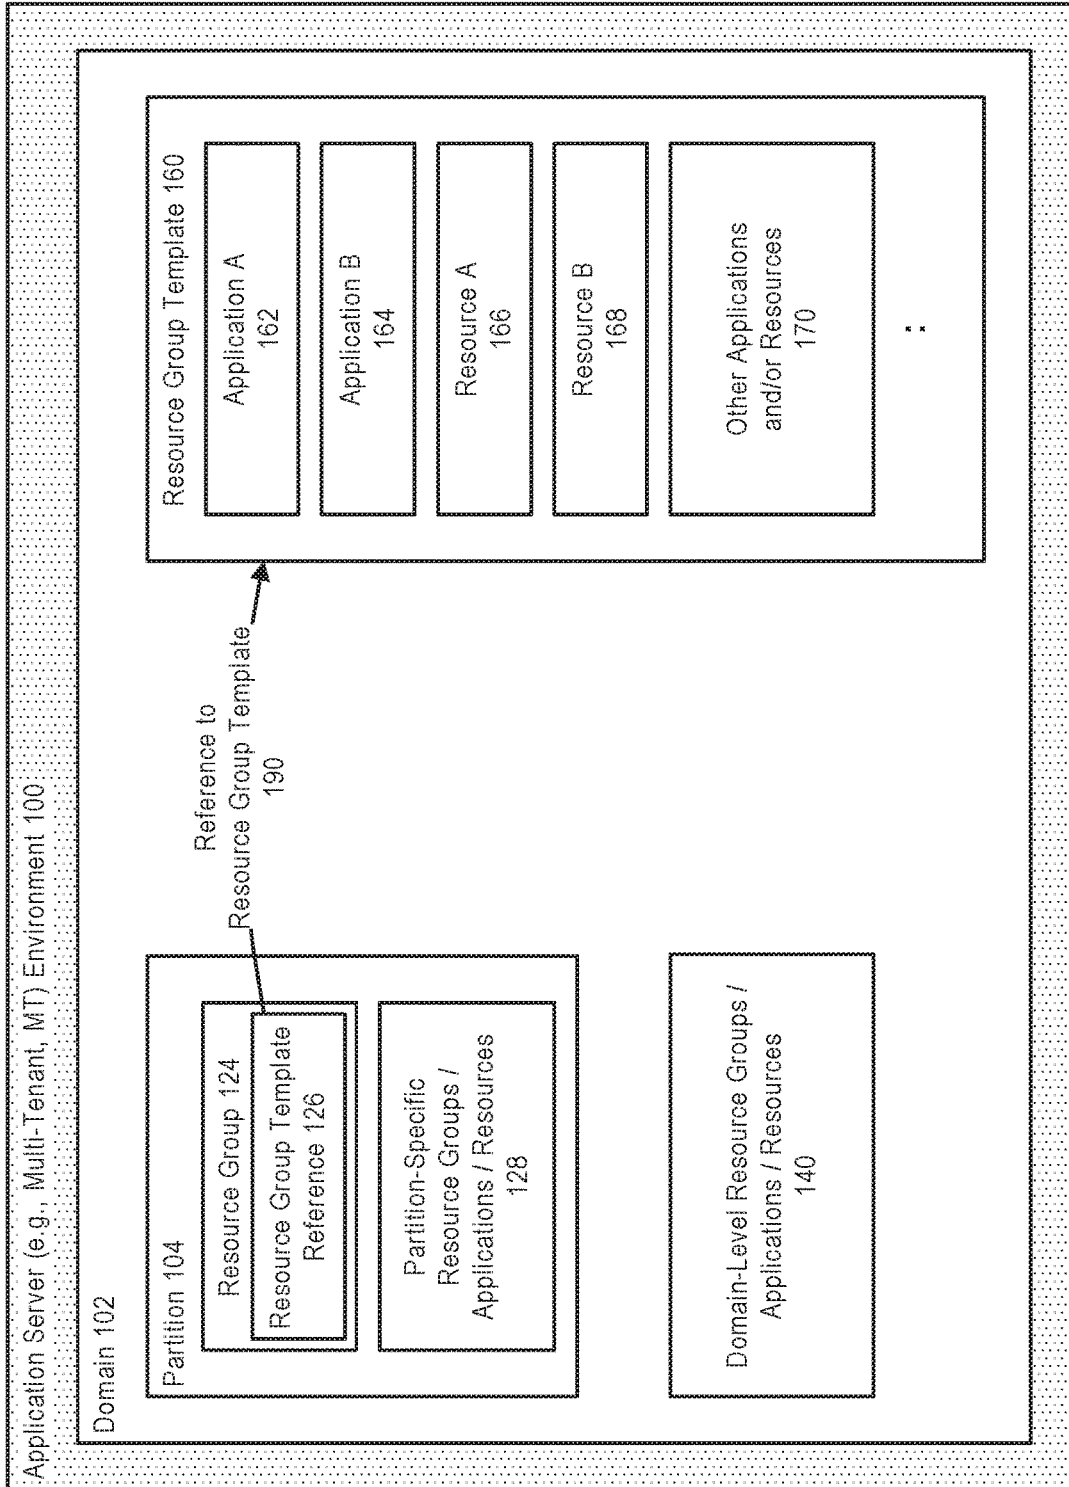 Application Server (e.g., Multi-Tenant, MT) Environment 100
Domain 102
Partition 104
Resource Group 124
Resource Group Template
Reference 126
Partition-Specific
Resource Groups /
Applications / Resources
128
Domain-Level Resource Groups /
Applications / Resources
140
Reference to
Resource Group Template
190
Resource Group Template 160
Application A
162
Application B
164
Resource A
166
Resource B
168
Other Applications
and/or Resources
170
..